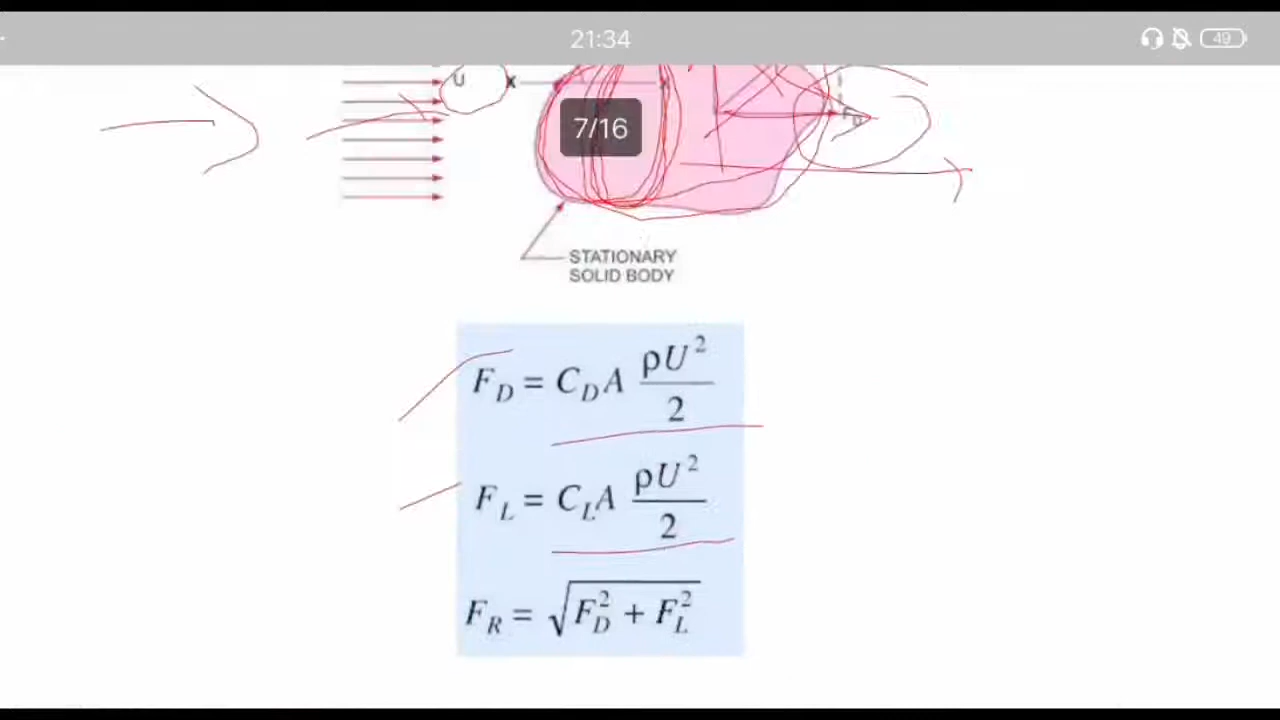 21:34
49
U
X
7/16
STATIONARY
SOLID BODY
F_D = C_D A ρU²/2
F_L = C_L A ρU²/2
F_R = √(F_D² + F_L²)